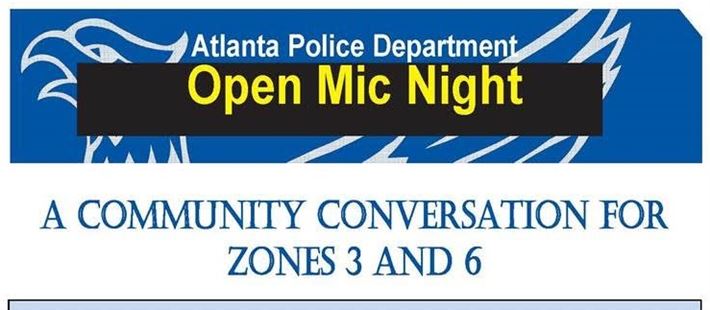 Atlanta Police Department
Open Mic Night
A COMMUNITY CONVERSATION FOR
ZONES 3 AND 6